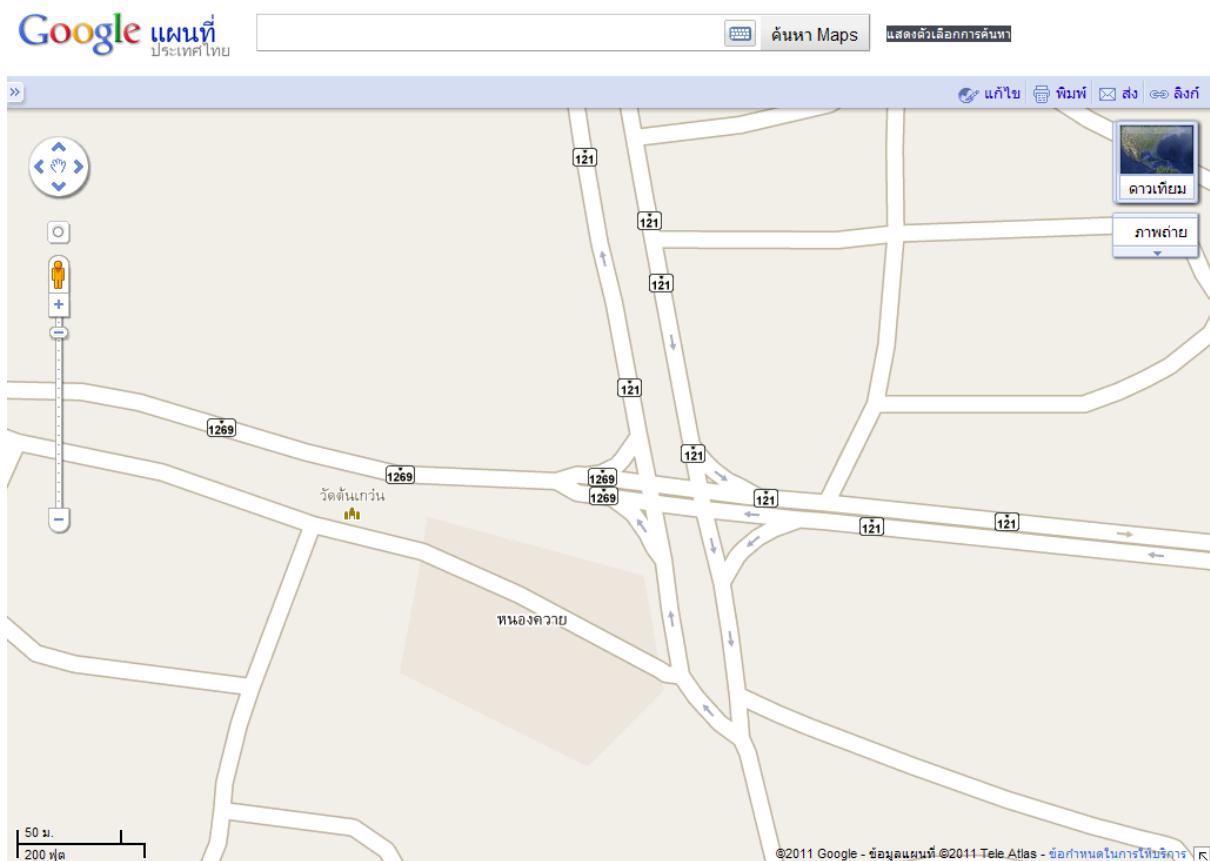 Google แผนที่
ประเทศไทย
ค้นหา Maps
แสดงตัวเลือกการค้นหา
»
แก้ไข
พิมพ์
ส่ง
ลิงก์
ดาวเทียม
ภาพถ่าย
121
121
121
121
1269
121
1269
1269
วัดต้นเกว๋น
1269
121
121
121
หนองควาย
50 ม.
200 ฟุต
©2011 Google - ข้อมูลแผนที่ ©2011 Tele Atlas - ข้อกำหนดในการให้บริการ